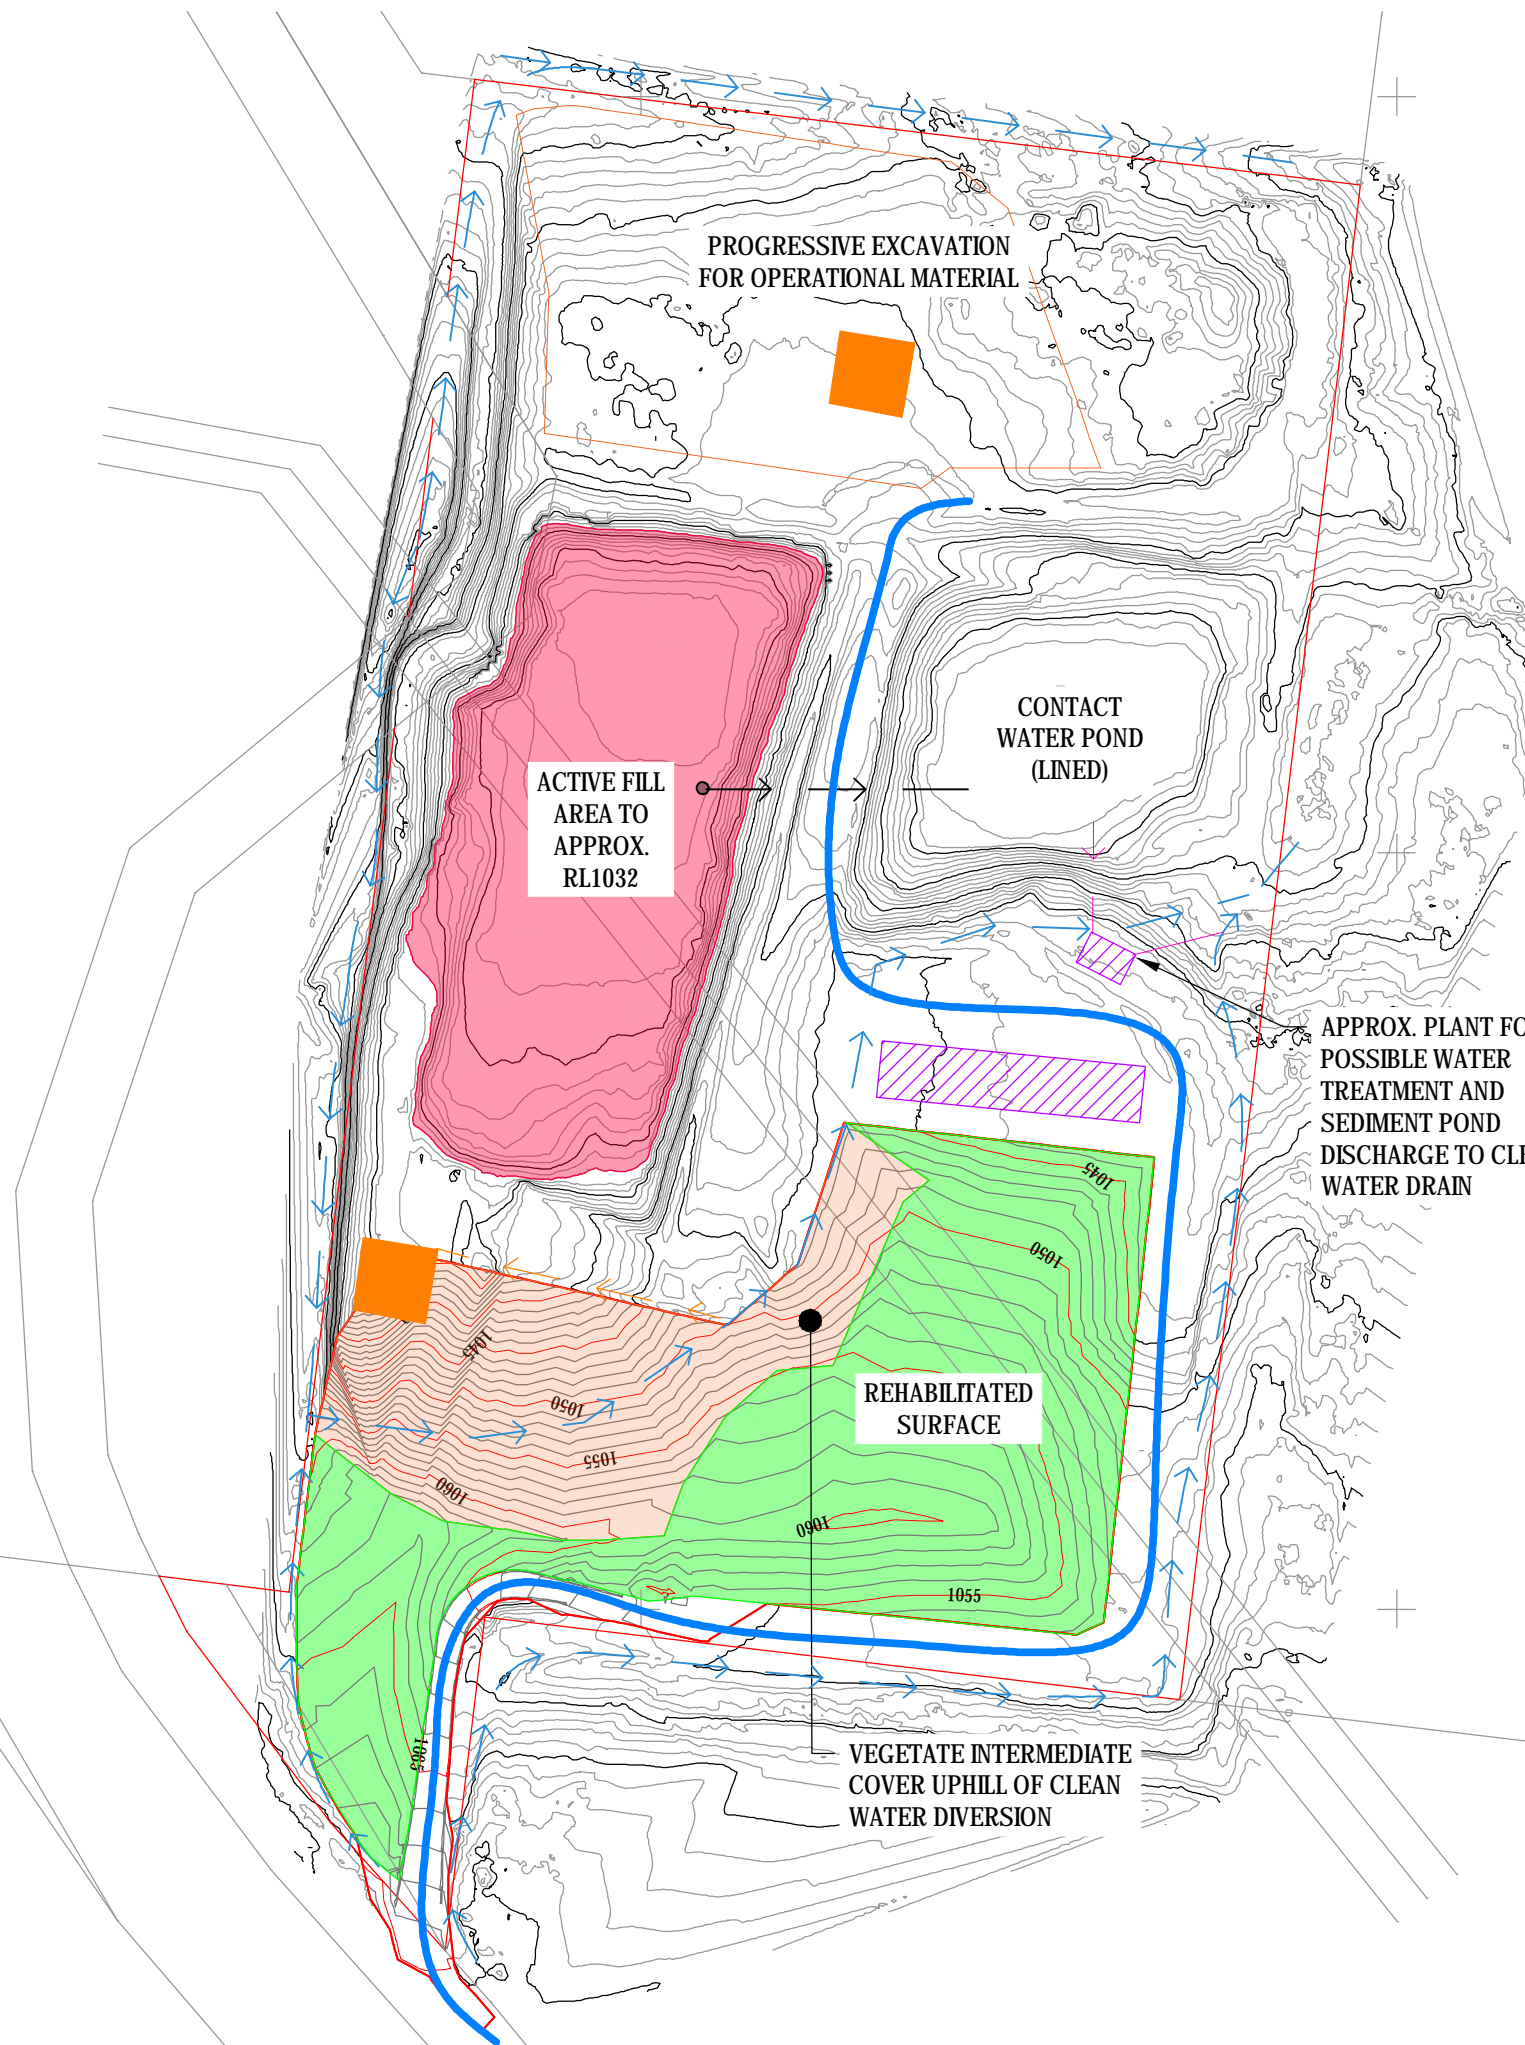 PROGRESSIVE EXCAVATION
FOR OPERATIONAL MATERIAL
CONTACT
WATER POND
(LINED)
ACTIVE FILL
AREA TO
APPROX.
RL1032
APPROX. PLANT FO
POSSIBLE WATER
TREATMENT AND
SEDIMENT POND
DISCHARGE TO CLE
WATER DRAIN
1045
1050
1045
1050
1055
1060
REHABILITATED
SURFACE
1060
1055
VEGETATE INTERMEDIATE
COVER UPHILL OF CLEAN
WATER DIVERSION